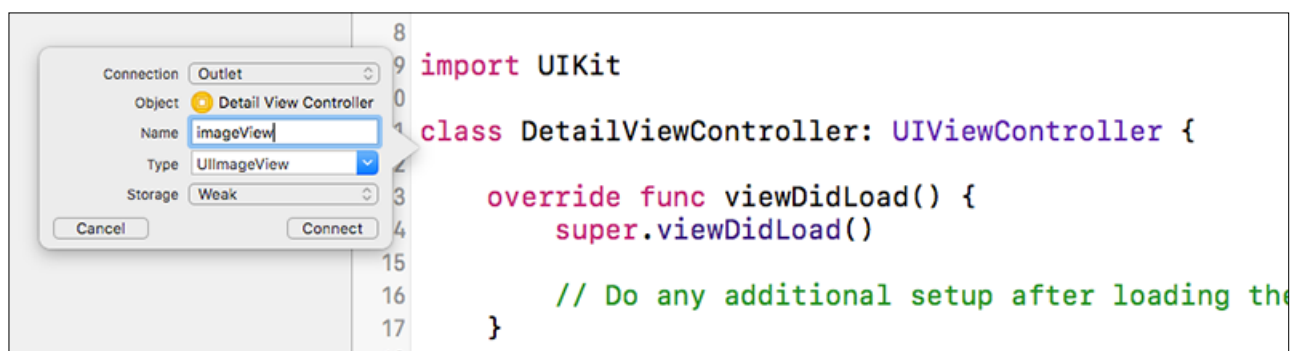 Connection Outlet
Object Detail View Controller
Name imageView
Type UIImageView
Storage Weak
Cancel Connect
8
9 import UIKit
0
1 class DetailViewController: UIViewController {
2
3 override func viewDidLoad() {
4 super.viewDidLoad()
15
16 // Do any additional setup after loading the
17 }